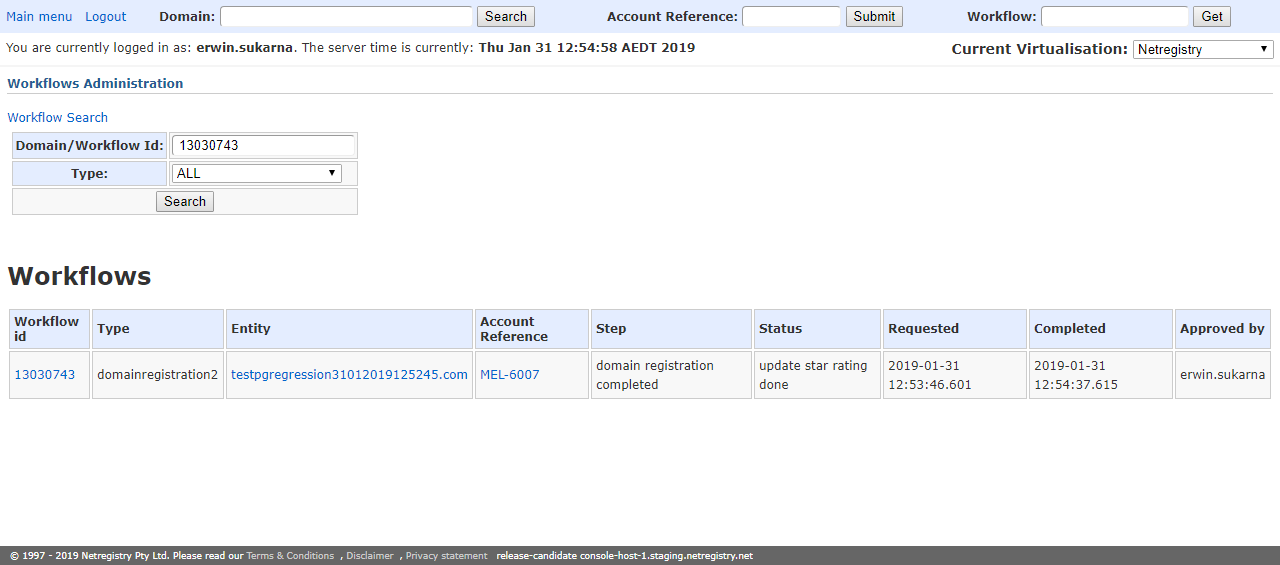 Main menu Logout Domain: Search Account Reference: Submit Workflow: Get
You are currently logged in as: erwin.sukarna. The server time is currently: Thu Jan 31 12:54:58 AEDT 2019 Current Virtualisation: Netregistry
Workflows Administration
Workflow Search
Domain/Workflow Id: 13030743
Type: ALL
Search
Workflows
Workflow id Type Entity Account Reference Step Status Requested Completed Approved by
13030743 domainregistration2 testpgregression31012019125245.com MEL-6007 domain registration completed update star rating done 2019-01-31 12:53:46.601 2019-01-31 12:54:37.615 erwin.sukarna
© 1997 - 2019 Netregistry Pty Ltd. Please read our Terms & Conditions , Disclaimer , Privacy statement release-candidate console-host-1.staging.netregistry.net